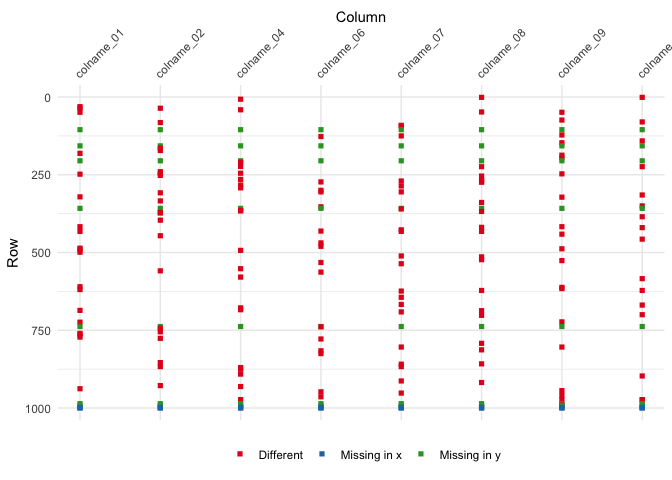 Column
colname_01 colname_02 colname_04 colname_06 colname_07 colname_08 colname_09 colname
0
250
500
750
1000
Row
Different Missing in x Missing in y